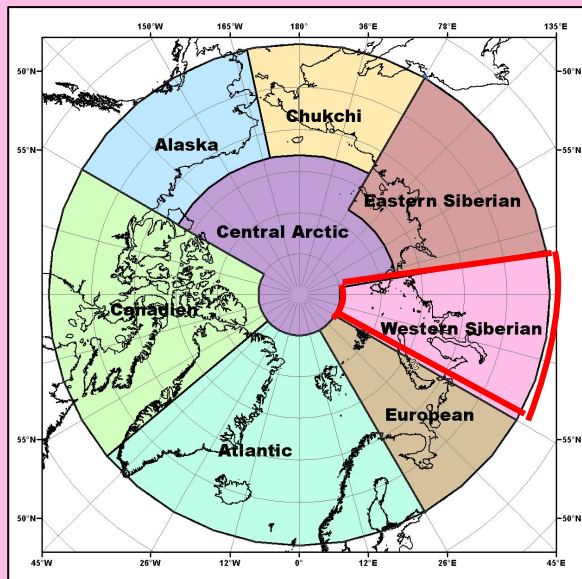 150°W 165°W 180° 36°E 78°E 135°E
50°N 50°N
Chukchi
Alaska
55°N 55°N
Eastern Siberian
Central Arctic
Canadien
Western Siberian
European
Atlantic
55°N 55°N
50°N 50°N
45°W 26°W 12°W 0° 12°E 26°E 45°E